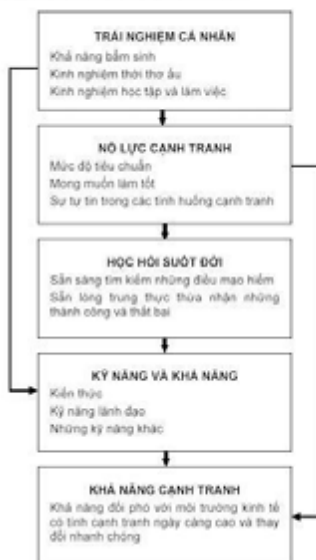 TRẢI NGHIỆM CÁ NHÂN
Khả năng bẩm sinh
Kinh nghiệm thời thơ ấu
Kinh nghiệm học tập và làm việc
NỖ LỰC CẠNH TRANH
Mức độ tiêu chuẩn
Mong muốn làm tốt
Sự tự tin trong các tình huống cạnh tranh
HỌC HỎI SUỐT ĐỜI
Sẵn sàng tìm kiếm những điều mạo hiểm
Sẵn lòng trung thực thừa nhận những
thành công và thất bại
KỸ NĂNG VÀ KHẢ NĂNG
Kiến thức
Kỹ năng lãnh đạo
Những kỹ năng khác
KHẢ NĂNG CẠNH TRANH
Khả năng đối phó với môi trường kinh tế
có tính cạnh tranh ngày càng cao và thay
đổi nhanh chóng